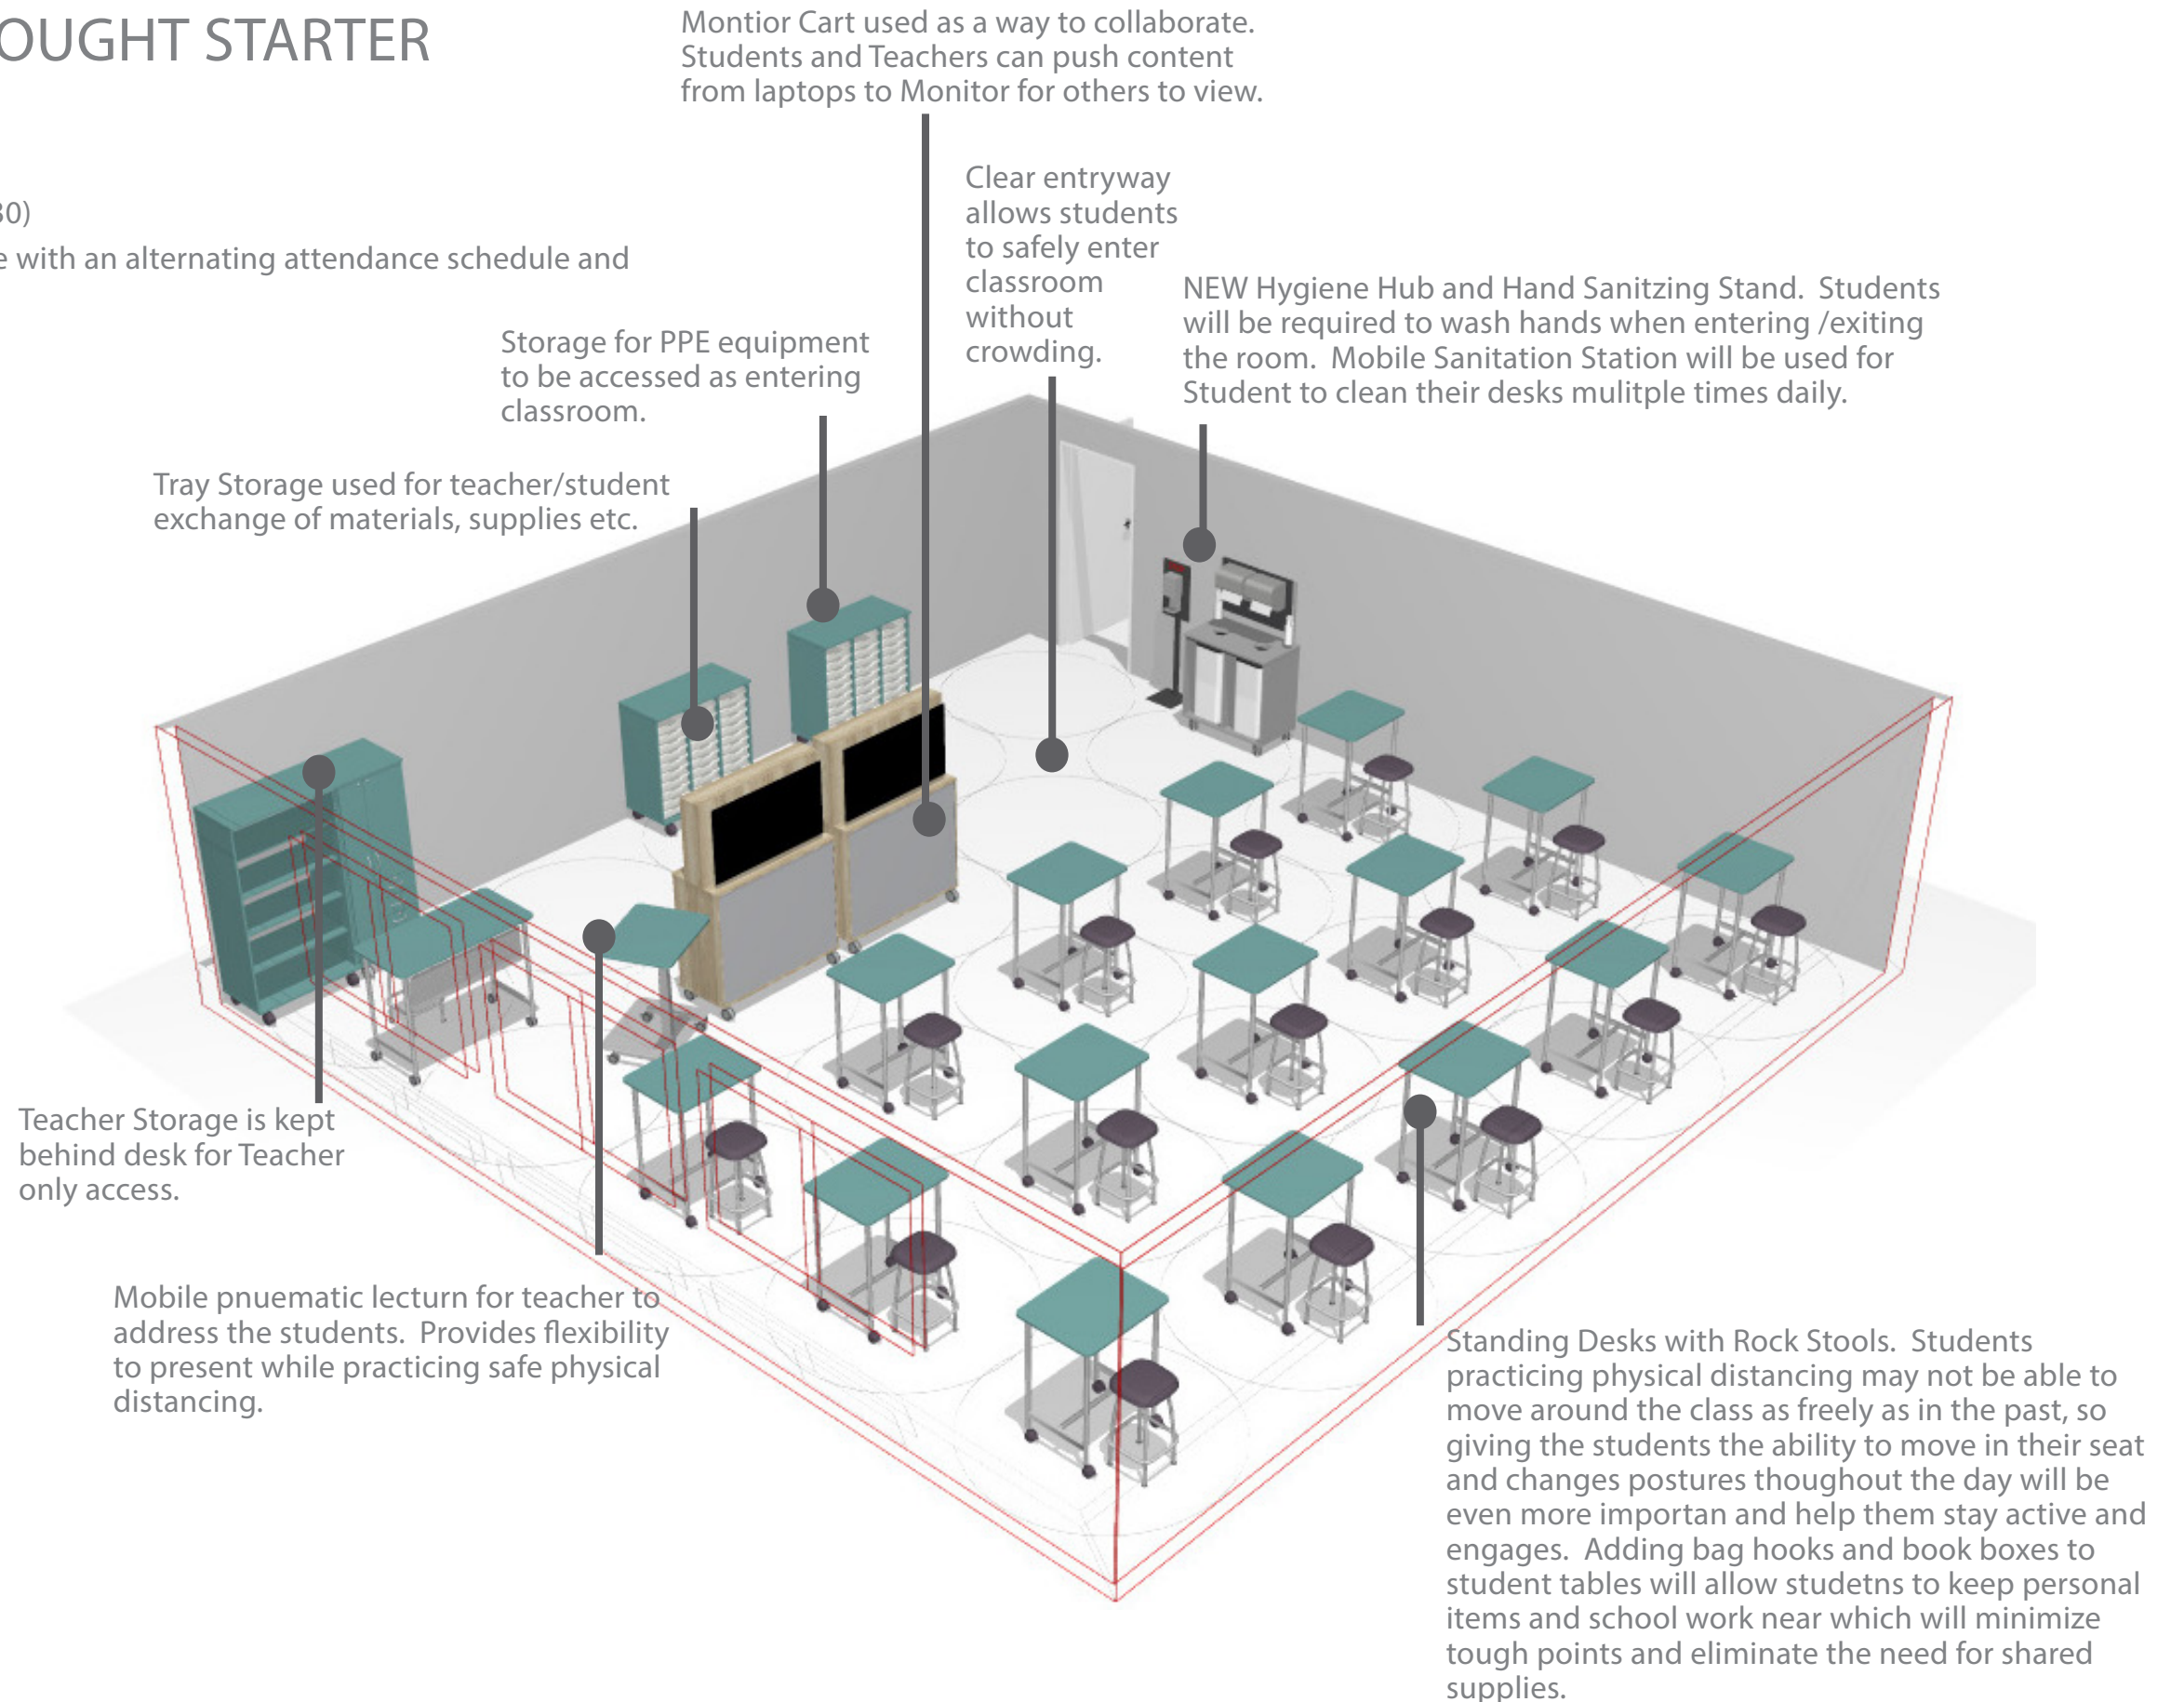 OUGHT STARTER
Montior Cart used as a way to collaborate.
Students and Teachers can push content
from laptops to Monitor for others to view.
Clear entryway
allows students
to safely enter
classroom
without
crowding.
30)
e with an alternating attendance schedule and
NEW Hygiene Hub and Hand Sanitzing Stand.  Students
will be required to wash hands when entering /exiting
the room.  Mobile Sanitation Station will be used for
Student to clean their desks mulitple times daily.
Storage for PPE equipment
to be accessed as entering
classroom.
Tray Storage used for teacher/student
exchange of materials, supplies etc.
Teacher Storage is kept
behind desk for Teacher
only access.
Mobile pnuematic lecturn for teacher to
address the students.  Provides flexibility
to present while practicing safe physical
distancing.
Standing Desks with Rock Stools.  Students
practicing physical distancing may not be able to
move around the class as freely as in the past, so
giving the students the ability to move in their seat
and changes postures thoughout the day will be
even more importan and help them stay active and
engages.  Adding bag hooks and book boxes to
student tables will allow studetns to keep personal
items and school work near which will minimize
tough points and eliminate the need for shared
supplies.